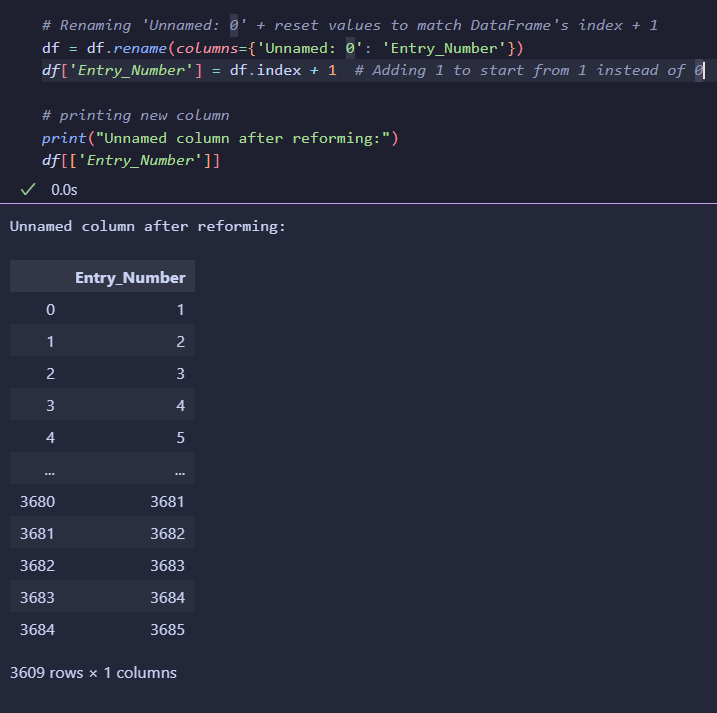 # Renaming 'Unnamed: 0' + reset values to match DataFrame's index + 1
df = df.rename(columns={'Unnamed: 0': 'Entry_Number'})
df['Entry_Number'] = df.index + 1  # Adding 1 to start from 1 instead of 0
# printing new column
print("Unnamed column after reforming:")
df[['Entry_Number']]
0.0s
Unnamed column after reforming:
Entry_Number
0 1
1 2
2 3
3 4
4 5
... ...
3680 3681
3681 3682
3682 3683
3683 3684
3684 3685
3609 rows × 1 columns